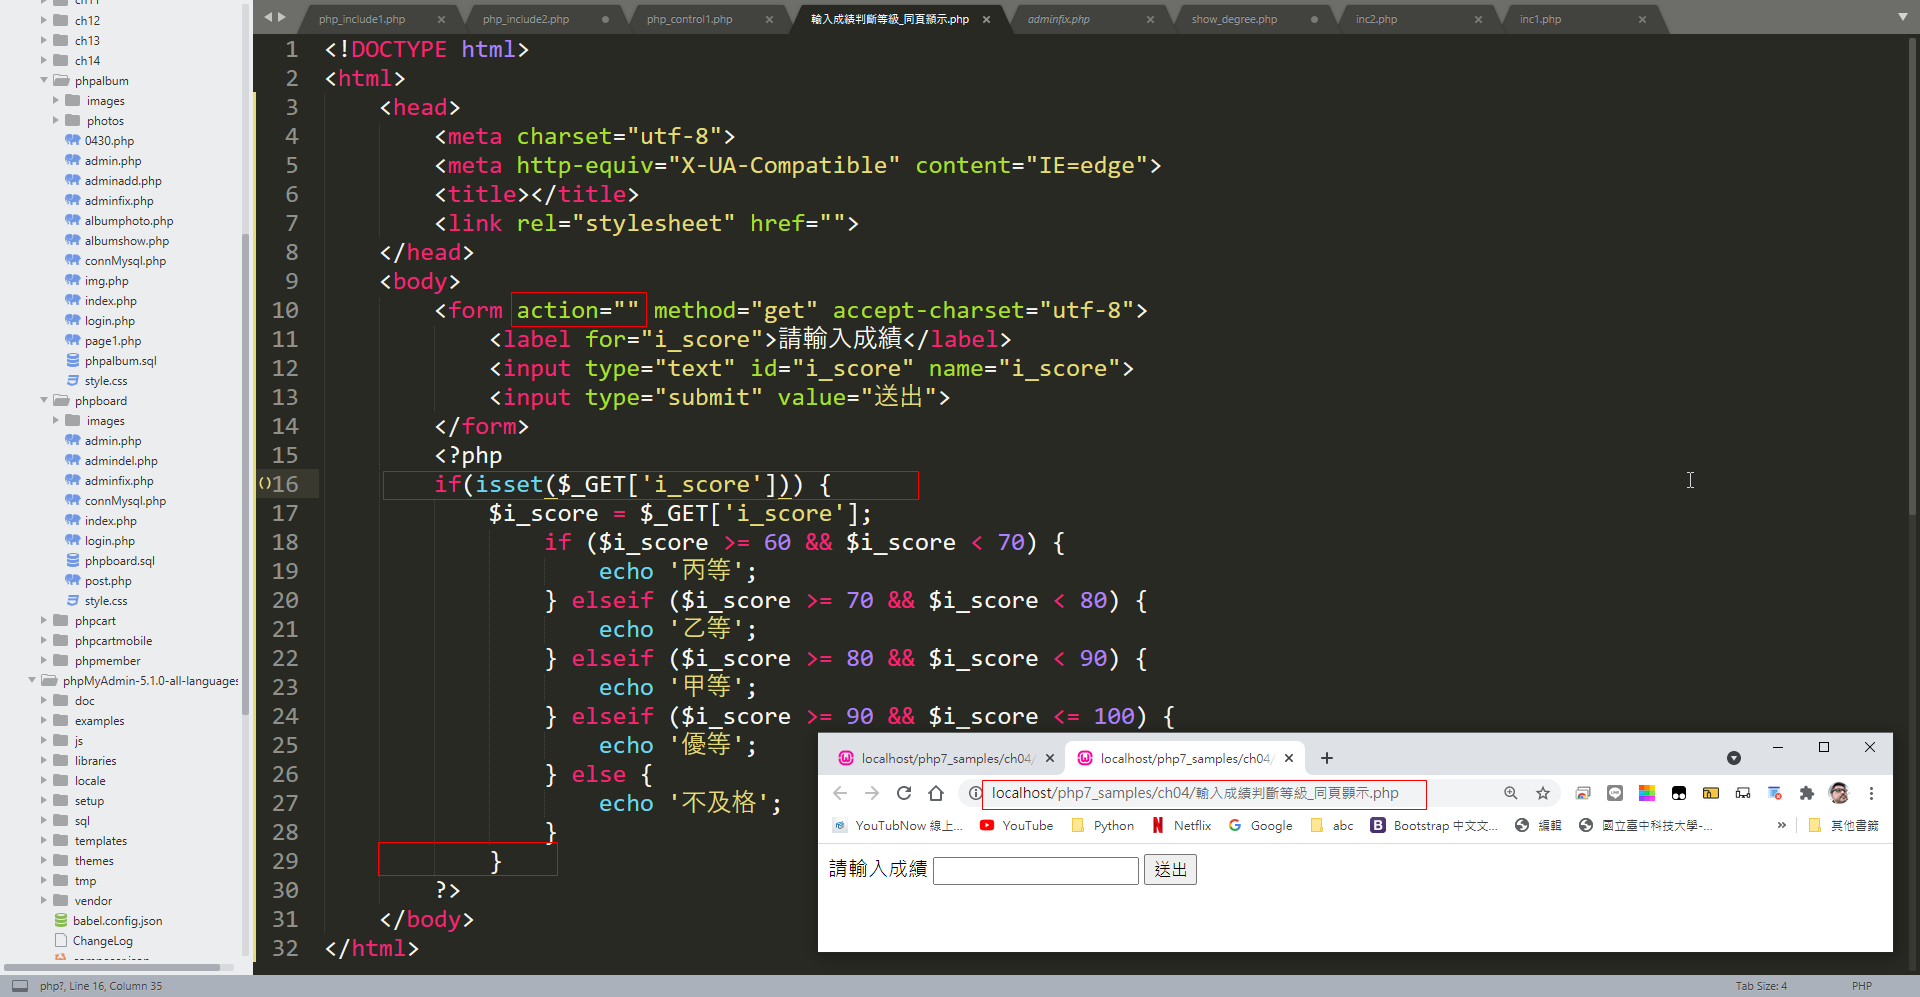 ch11
ch12
ch13
ch14
phpalbum
images
photos
0430.php
admin.php
adminadd.php
adminfix.php
albumphoto.php
albumshow.php
connMysql.php
img.php
index.php
login.php
page1.php
phpalbum.sql
style.css
phpboard
images
admin.php
admindel.php
adminfix.php
connMysql.php
index.php
login.php
phpboard.sql
post.php
style.css
phpcart
phpcartmobile
phpmember
phpMyAdmin-5.1.0-all-languages
doc
examples
js
libraries
locale
setup
sql
templates
themes
tmp
vendor
babel.config.json
ChangeLog
composer.json
php_include1.php
php_include2.php
php_control1.php
輸入成績判斷等級_同頁顯示.php
adminfix.php
show_degree.php
inc2.php
inc1.php
1 <!DOCTYPE html>
2 <html>
3 <head>
4 <meta charset="utf-8">
5 <meta http-equiv="X-UA-Compatible" content="IE=edge">
6 <title></title>
7 <link rel="stylesheet" href="">
8 </head>
9 <body>
10 <form action="" method="get" accept-charset="utf-8">
11 <label for="i_score">請輸入成績</label>
12 <input type="text" id="i_score" name="i_score">
13 <input type="submit" value="送出">
14 </form>
15 <?php
16 if(isset($_GET['i_score'])) {
17 $i_score = $_GET['i_score'];
18 if ($i_score >= 60 && $i_score < 70) {
19 echo '丙等';
20 } elseif ($i_score >= 70 && $i_score < 80) {
21 echo '乙等';
22 } elseif ($i_score >= 80 && $i_score < 90) {
23 echo '甲等';
24 } elseif ($i_score >= 90 && $i_score <= 100) {
25 echo '優等';
26 } else {
27 echo '不及格';
28 }
29 }
30 ?>
31 </body>
32 </html>
localhost/php7_samples/ch04/
localhost/php7_samples/ch04/
localhost/php7_samples/ch04/輸入成績判斷等級_同頁顯示.php
YouTubNow 線上... YouTube Python Netflix Google abc Bootstrap 中文文... 編輯 國立臺中科技大學-... » 其他書籤
請輸入成績 送出
php?, Line 16, Column 35 Tab Size: 4 PHP